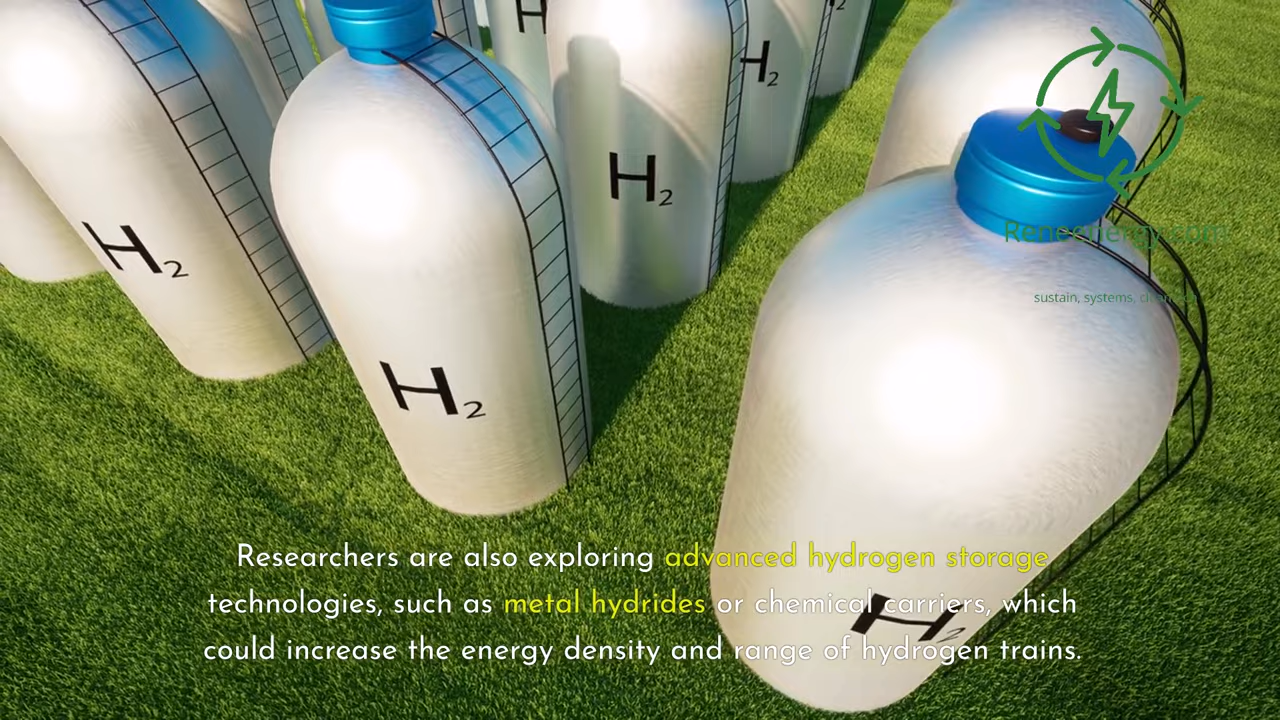 H
H2
H2
H2
H2
H2
H2
Reneenergy.com
sustain, systems,
Researchers are also exploring advanced hydrogen storage
technologies, such as metal hydrides or chemical carriers, which
could increase the energy density and range of hydrogen trains.